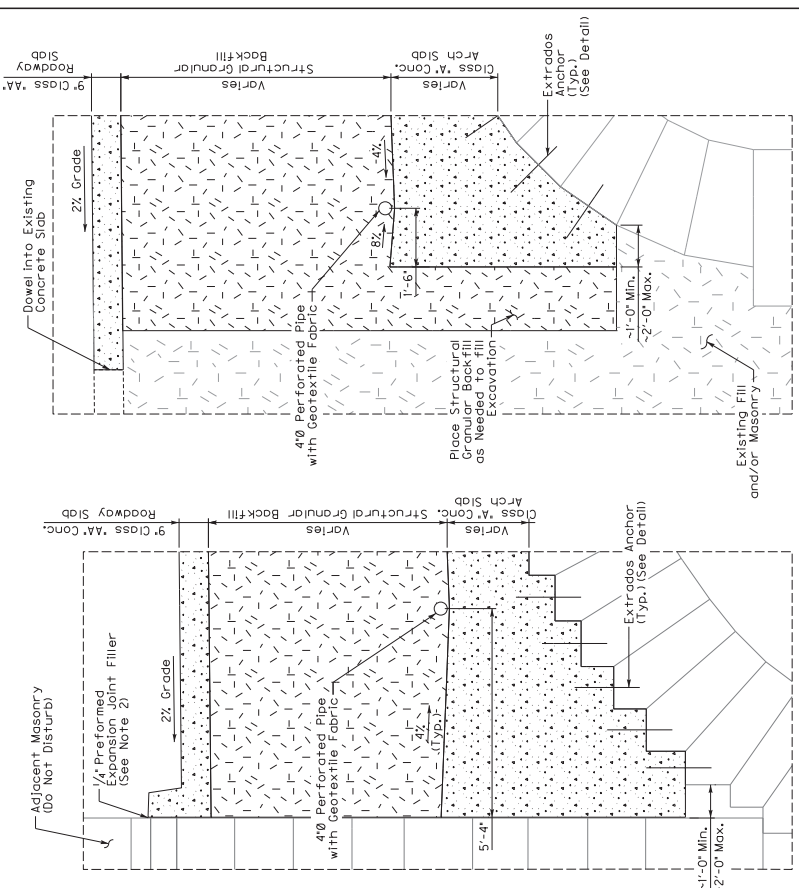 9" Class "AA"
Roadway
Slab
Varies
Structural Granular
Backfill
Varies
Class "A" Conc.
Arch Slab
Extrados
Anchor
(Typ.)
(See Detail)
2% Grade
Dowel into Existing
Concrete Slab
4%
8%
1'-6"
4"Ø Perforated Pipe
with Geotextile Fabric
Place Structural
Granular Backfill
as Needed to fill
Excavation
~1'-0" Min.
~2'-0" Max.
Existing Fill
and/or Masonry
9" Class "AA" Conc.
Roadway Slab
Varies
Structural Granular Backfill
Varies
Class "A" Conc.
Arch Slab
Adjacent Masonry
(Do Not Disturb)
1/4" Preformed
Expansion Joint Filler
(See Note 2)
2% Grade
4"Ø Perforated Pipe
with Geotextile Fabric
4%
(Typ.)
5'-4"
Extrados Anchor
(Typ.) (See Detail)
~1'-0" Min.
~2'-0" Max.